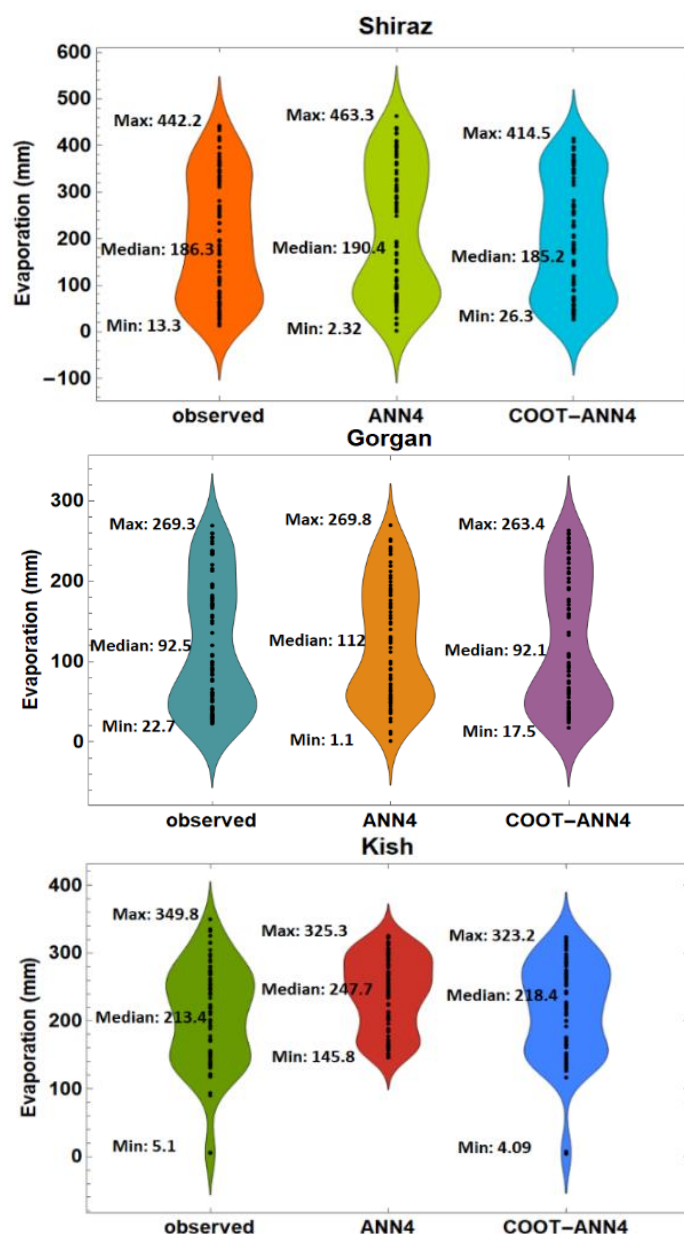 Shiraz
Evaporation (mm)
600
500
400
300
200
100
0
−100
Max: 442.2
Median: 186.3
Min: 13.3
Max: 463.3
Median: 190.4
Min: 2.32
Max: 414.5
Median: 185.2
Min: 26.3
observed
ANN4
COOT−ANN4
Gorgan
Evaporation (mm)
300
200
100
0
Max: 269.3
Median: 92.5
Min: 22.7
Max: 269.8
Median: 112
Min: 1.1
Max: 263.4
Median: 92.1
Min: 17.5
observed
ANN4
COOT−ANN4
Kish
Evaporation (mm)
400
300
200
100
0
Max: 349.8
Median: 213.4
Min: 5.1
Max: 325.3
Median: 247.7
Min: 145.8
Max: 323.2
Median: 218.4
Min: 4.09
observed
ANN4
COOT−ANN4